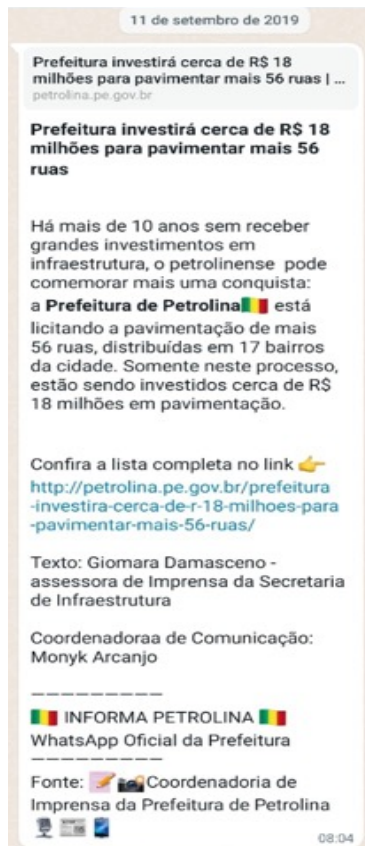 11 de setembro de 2019
Prefeitura investirá cerca de R$ 18
milhões para pavimentar mais 56 ruas | ...
petrolina.pe.gov.br
Prefeitura investirá cerca de R$ 18
milhões para pavimentar mais 56
ruas
Há mais de 10 anos sem receber
grandes investimentos em
infraestrutura, o petrolinense pode
comemorar mais uma conquista:
a Prefeitura de Petrolina🇲🇱 está
licitando a pavimentação de mais
56 ruas, distribuídas em 17 bairros
da cidade. Somente neste processo,
estão sendo investidos cerca de R$
18 milhões em pavimentação.
Confira a lista completa no link 👉
http://petrolina.pe.gov.br/prefeitura
-investira-cerca-de-r-18-milhoes-para
-pavimentar-mais-56-ruas/
Texto: Giomara Damasceno -
assessora de Imprensa da Secretaria
de Infraestrutura
Coordenadoraa de Comunicação:
Monyk Arcanjo
—————————
🇲🇱 INFORMA PETROLINA 🇲🇱
WhatsApp Oficial da Prefeitura
—————————
Fonte: 📝📸Coordenadoria de
Imprensa da Prefeitura de Petrolina
🎙📰📱
08:04